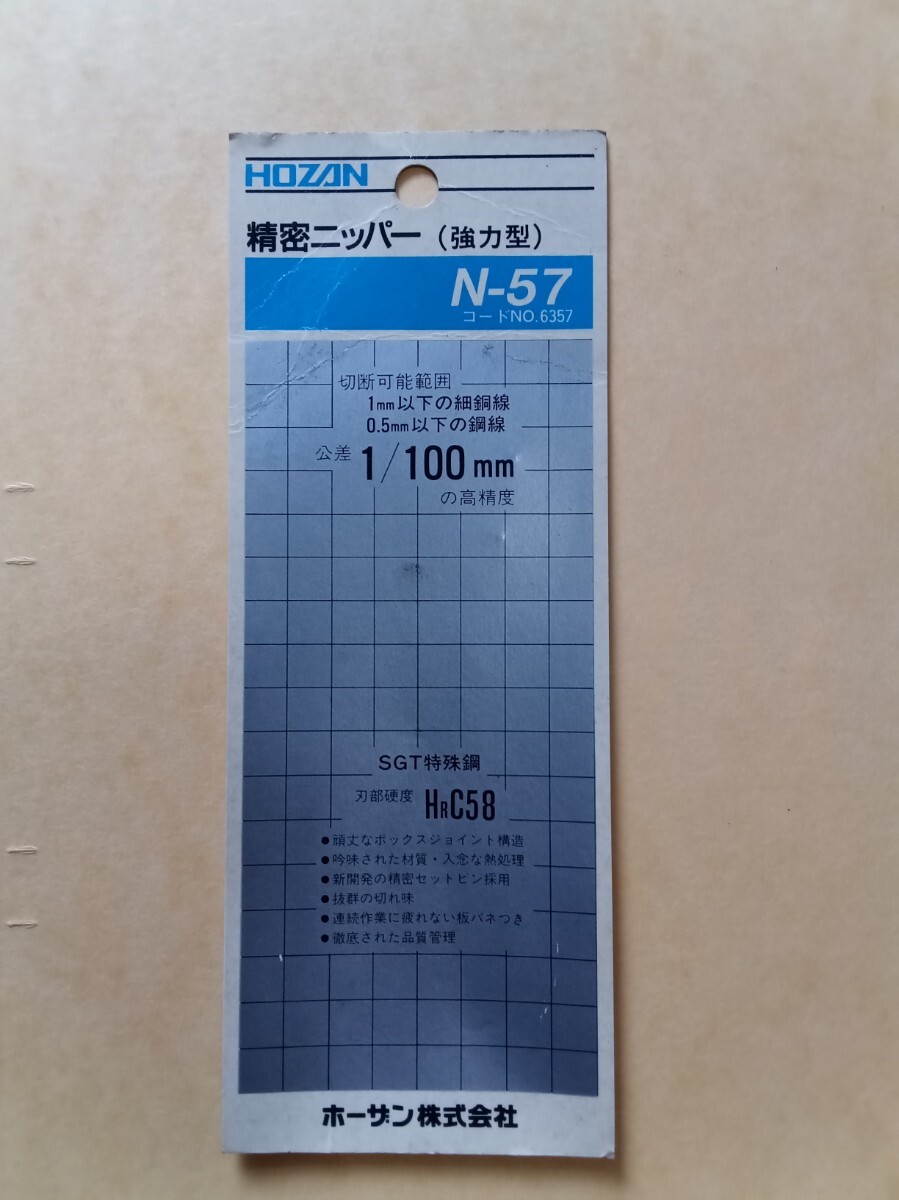 HOZAN
精密ニッパー（強力型）
N-57
コードNO.6357
切断可能範囲
1mm以下の細銅線
0.5mm以下の鋼線
公差 1/100mm
の高精度
SGT特殊鋼
刃部硬度 HRC58
●頑丈なボックスジョイント構造
●吟味された材質・入念な熱処理
●新開発の精密セットピン採用
●抜群の切れ味
●連続作業に疲れない板バネつき
●徹底された品質管理
ホーザン株式会社